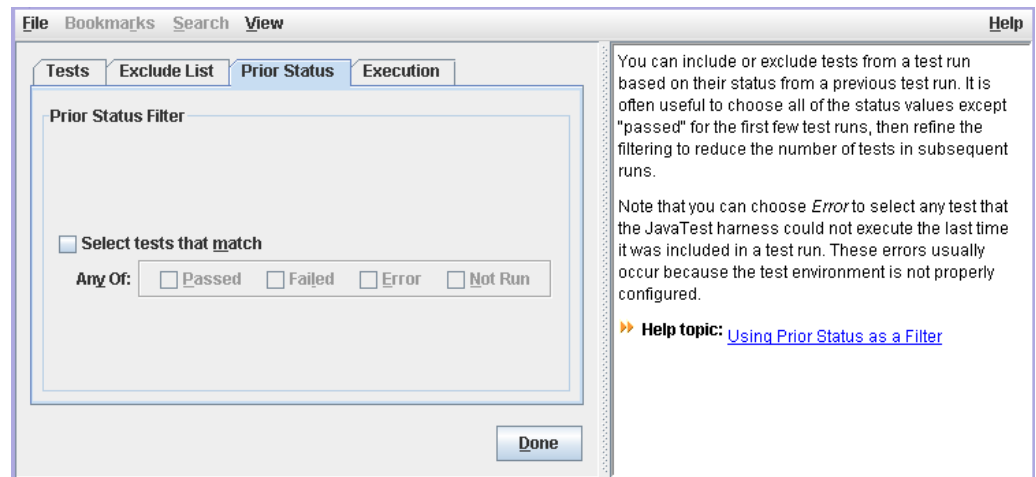 File Bookmarks Search View Help
Tests Exclude List Prior Status Execution
Prior Status Filter
Select tests that match
Any Of: Passed Failed Error Not Run
Done
You can include or exclude tests from a test run
based on their status from a previous test run. It is
often useful to choose all of the status values except
"passed" for the first few test runs, then refine the
filtering to reduce the number of tests in subsequent
runs.
Note that you can choose Error to select any test that
the JavaTest harness could not execute the last time
it was included in a test run. These errors usually
occur because the test environment is not properly
configured.
Help topic: Using Prior Status as a Filter